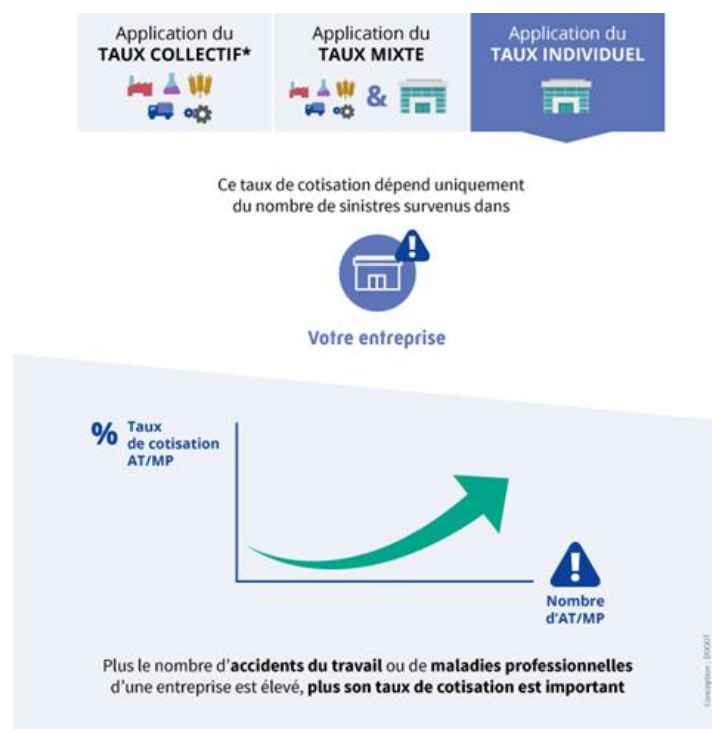 Application du
TAUX COLLECTIF*
Application du
TAUX MIXTE
&
Application du
TAUX INDIVIDUEL
Ce taux de cotisation dépend uniquement
du nombre de sinistres survenus dans
!
Votre entreprise
% Taux
de cotisation
AT/MP
!
Nombre
d'AT/MP
Plus le nombre d'accidents du travail ou de maladies professionnelles
d'une entreprise est élevé, plus son taux de cotisation est important
Conception : DIXXIT